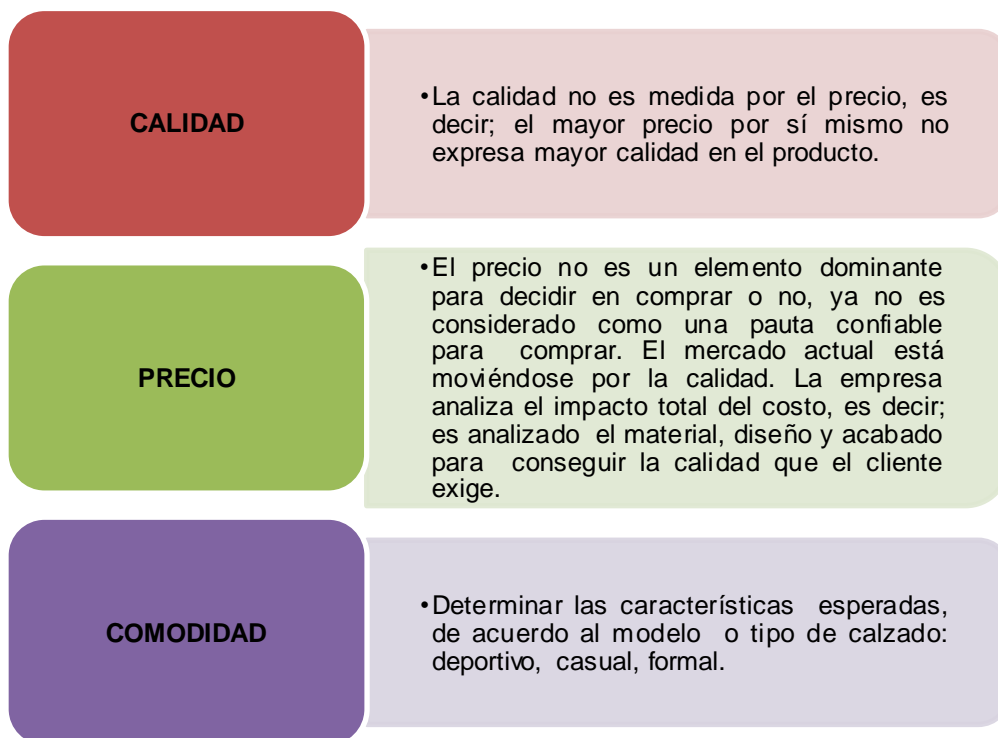 CALIDAD
•La calidad no es medida por el precio, es
decir; el mayor precio por sí mismo no
expresa mayor calidad en el producto.
PRECIO
•El precio no es un elemento dominante
para decidir en comprar o no, ya no es
considerado como una pauta confiable
para comprar. El mercado actual está
moviéndose por la calidad. La empresa
analiza el impacto total del costo, es decir;
es analizado el material, diseño y acabado
para conseguir la calidad que el cliente
exige.
COMODIDAD
•Determinar las características esperadas,
de acuerdo al modelo o tipo de calzado:
deportivo, casual, formal.